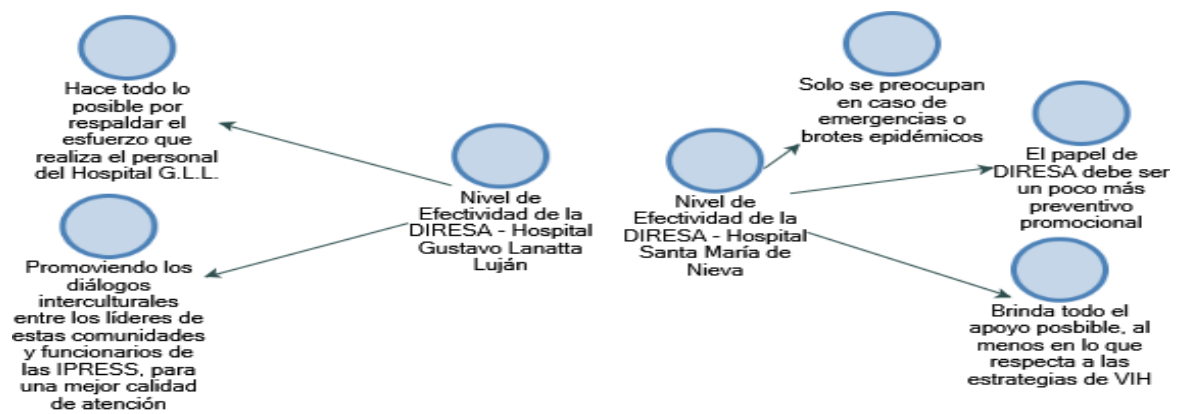 Hace todo lo
posible por
respaldar el
esfuerzo que
realiza el personal
del Hospital G.L.L.
Promoviendo los
diálogos
interculturales
entre los líderes de
estas comunidades
y funcionarios de
las IPRESS, para
una mejor calidad
de atención
Nivel de
Efectividad de la
DIRESA - Hospital
Gustavo Lanatta
Luján
Nivel de
Efectividad de la
DIRESA - Hospital
Santa María de
Nieva
Solo se preocupan
en caso de
emergencias o
brotes epidémicos
El papel de
DIRESA debe ser
un poco más
preventivo
promocional
Brinda todo el
apoyo posbible, al
menos en lo que
respecta a las
estrategias de VIH